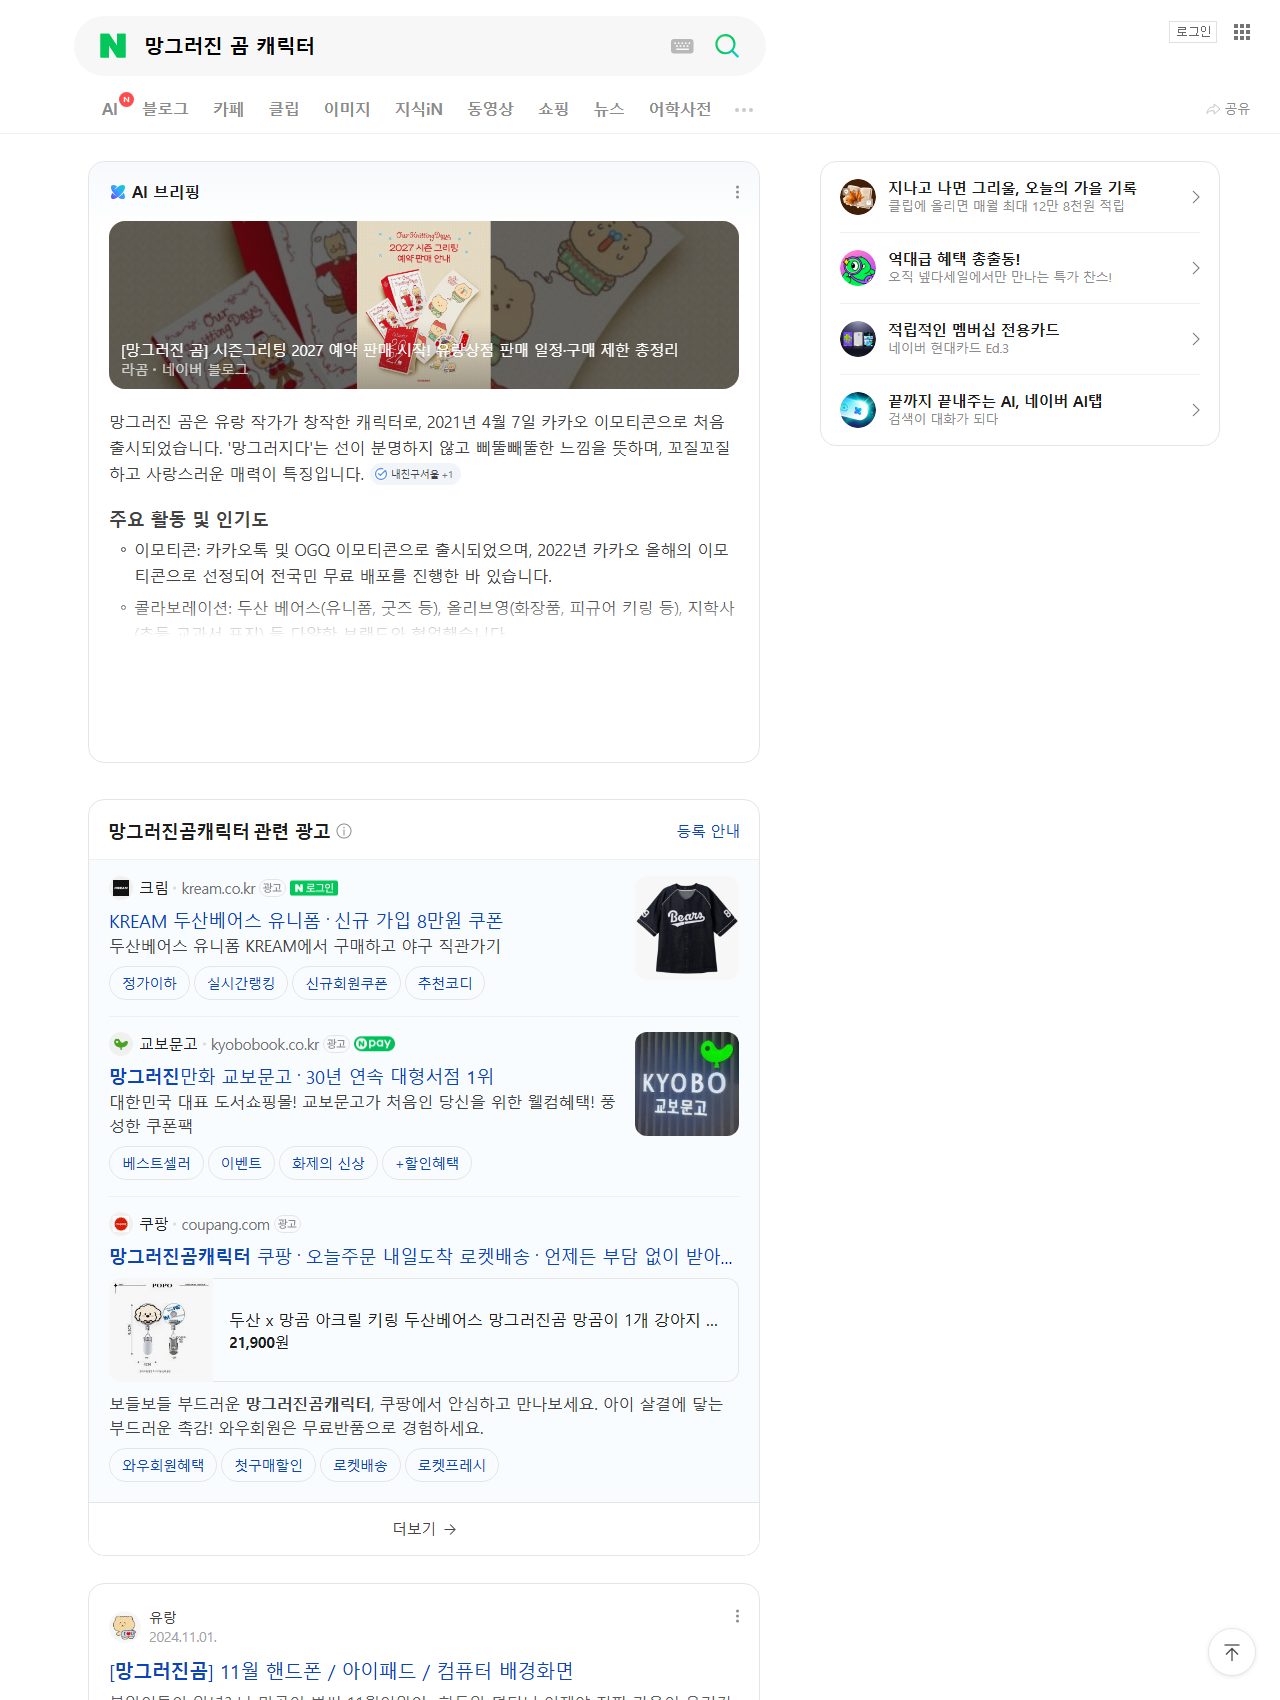 망그러진 곰 캐릭터
로그인
AI N 블로그 카페 클립 이미지 지식iN 동영상 쇼핑 뉴스 어학사전 ···
공유
AI 브리핑
Our Knitting Days
2027 시즌 그리팅
예약 판매 안내
[망그러진 곰] 시즌그리팅 2027 예약 판매 시작! 유랑상점 판매 일정·구매 제한 총정리
라곰 · 네이버 블로그
망그러진 곰은 유랑 작가가 창작한 캐릭터로, 2021년 4월 7일 카카오 이모티콘으로 처음
출시되었습니다. '망그러지다'는 선이 분명하지 않고 삐뚤빼뚤한 느낌을 뜻하며, 꼬질꼬질
하고 사랑스러운 매력이 특징입니다. 내친구서울 +1
주요 활동 및 인기도
이모티콘: 카카오톡 및 OGQ 이모티콘으로 출시되었으며, 2022년 카카오 올해의 이모
티콘으로 선정되어 전국민 무료 배포를 진행한 바 있습니다.
콜라보레이션: 두산 베어스(유니폼, 굿즈 등), 올리브영(화장품, 피규어 키링 등), 지학사
(초등 교과서 표지) 등 다양한 브랜드와 협업했습니다
지나고 나면 그리울, 오늘의 가을 기록
클립에 올리면 매월 최대 12만 8천원 적립
역대급 혜택 총출동!
오직 넾다세일에서만 만나는 특가 찬스!
적립적인 멤버십 전용카드
네이버 현대카드 Ed.3
끝까지 끝내주는 AI, 네이버 AI탭
검색이 대화가 되다
망그러진곰캐릭터 관련 광고
등록 안내
크림 · kream.co.kr 광고 N 로그인
KREAM 두산베어스 유니폼 · 신규 가입 8만원 쿠폰
두산베어스 유니폼 KREAM에서 구매하고 야구 직관가기
정가이하 실시간랭킹 신규회원쿠폰 추천코디
Bears
교보문고 · kyobobook.co.kr 광고 N pay
망그러진만화 교보문고 · 30년 연속 대형서점 1위
대한민국 대표 도서쇼핑몰! 교보문고가 처음인 당신을 위한 웰컴혜택! 풍
성한 쿠폰팩
베스트셀러 이벤트 화제의 신상 +할인혜택
KYOBO
교보문고
쿠팡 · coupang.com 광고
망그러진곰캐릭터 쿠팡 · 오늘주문 내일도착 로켓배송 · 언제든 부담 없이 받아...
POPO
두산 x 망곰 아크릴 키링 두산베어스 망그러진곰 망곰이 1개 강아지 ...
21,900원
보들보들 부드러운 망그러진곰캐릭터, 쿠팡에서 안심하고 만나보세요. 아이 살결에 닿는
부드러운 촉감! 와우회원은 무료반품으로 경험하세요.
와우회원혜택 첫구매할인 로켓배송 로켓프레시
더보기 →
유랑
2024.11.01.
[망그러진곰] 11월 핸드폰 / 아이패드 / 컴퓨터 배경화면